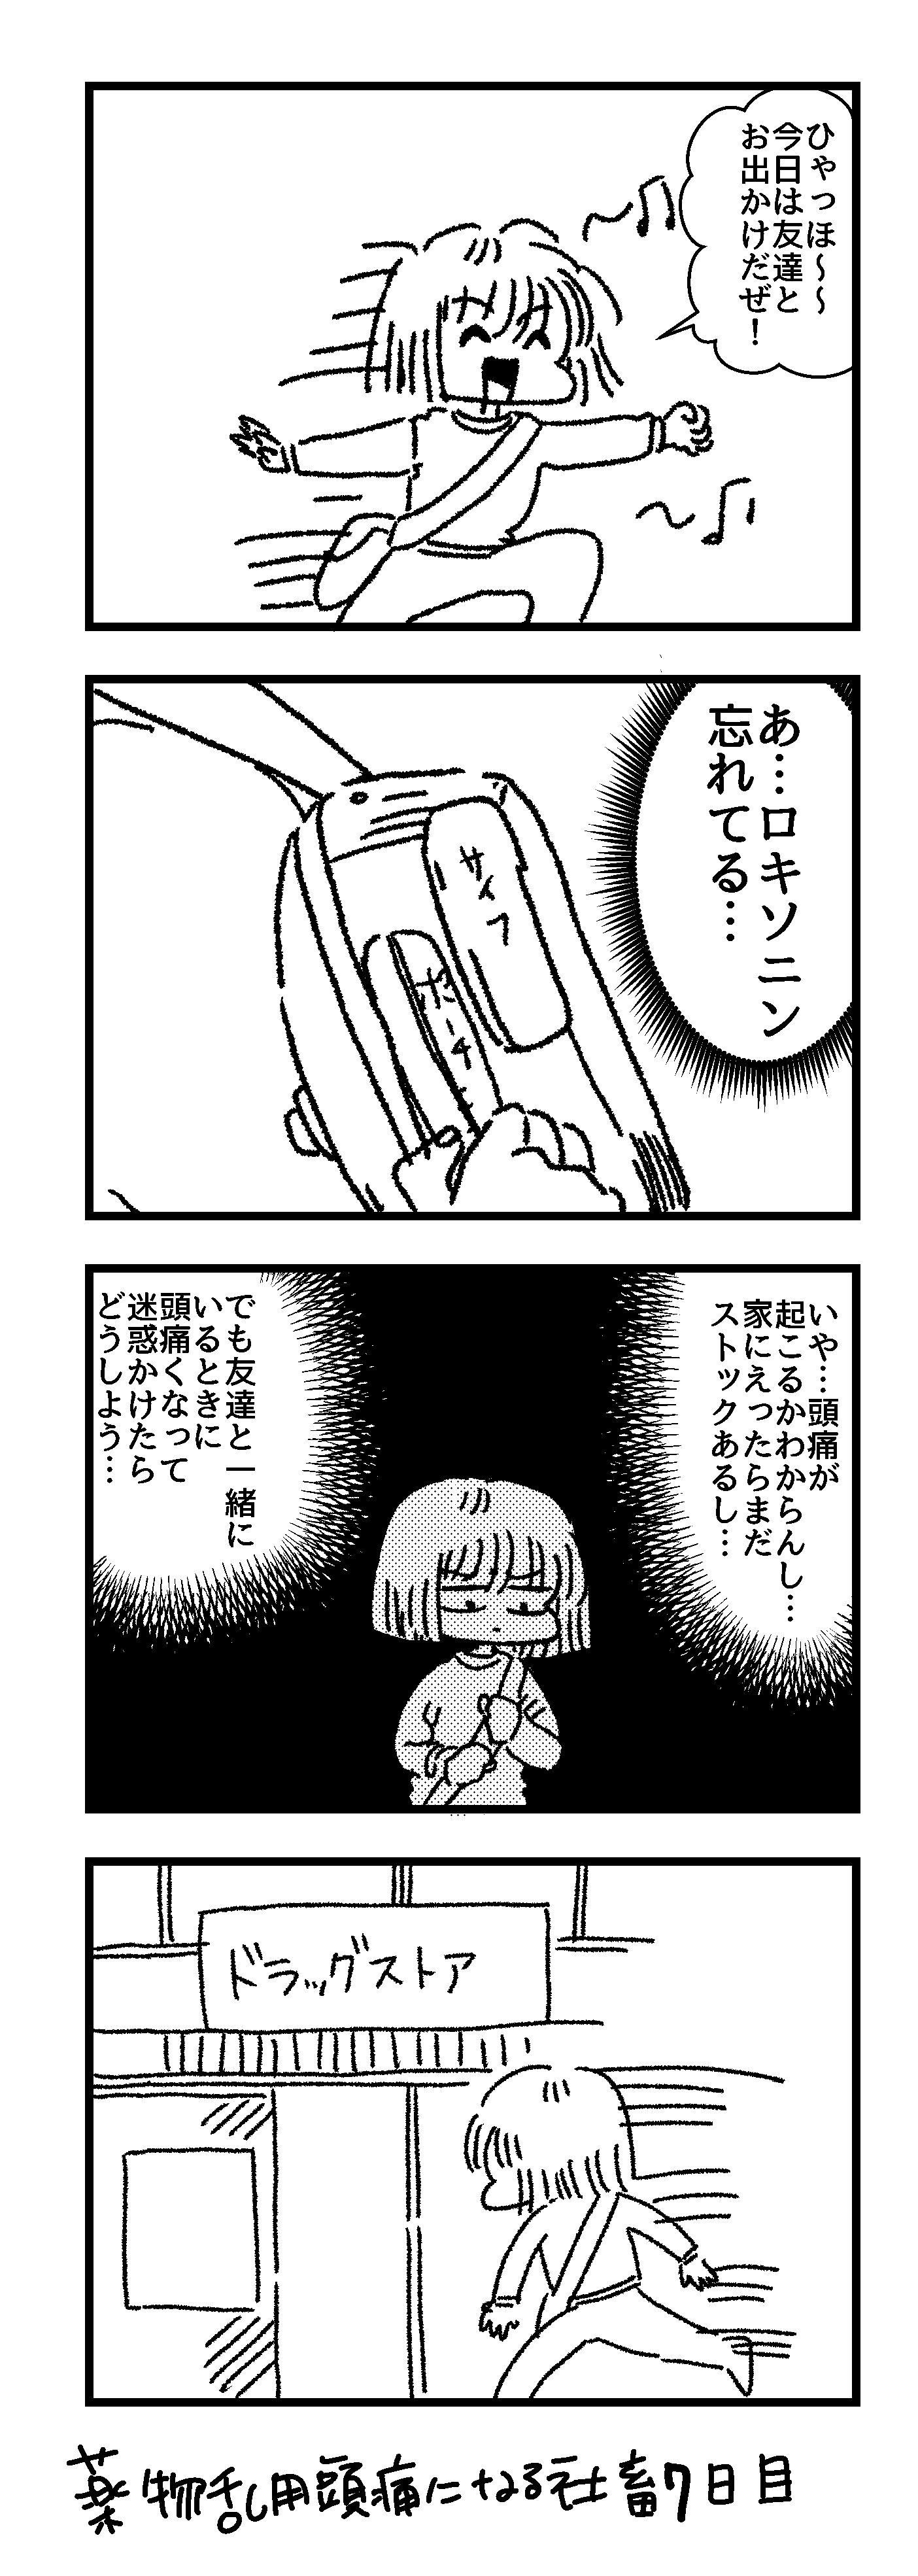 ひゃっほ～～
今日は友達と
お出かけだぜ！
あ…ロキソニン
忘れてる…
サイフ
ポーチ
いや…頭痛が
起こるかわからんし…
家にえったらまだ
ストックあるし…
でも友達と一緒に
いるときに
頭痛くなって
迷惑かけたら
どうしよう…
ドラッグストア
薬物乱用頭痛になる社畜7日目